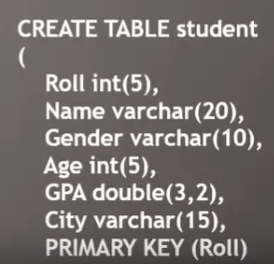 CREATE TABLE student
(
Roll int(5),
Name varchar(20),
Gender varchar(10),
Age int(5),
GPA double(3,2),
City varchar(15),
PRIMARY KEY (Roll)